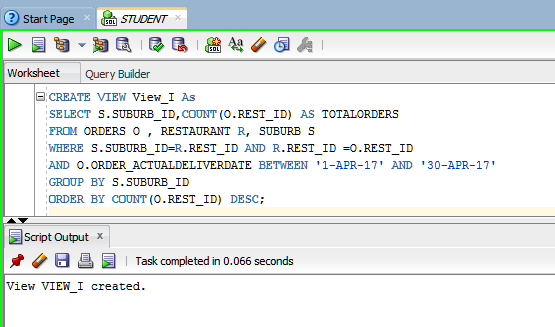 Start Page
STUDENT
Worksheet
Query Builder
CREATE VIEW View_I As
SELECT S.SUBURB_ID,COUNT(O.REST_ID) AS TOTALORDERS
FROM ORDERS O , RESTAURANT R, SUBURB S
WHERE S.SUBURB_ID=R.REST_ID AND R.REST_ID =O.REST_ID
AND O.ORDER_ACTUALDELIVERDATE BETWEEN '1-APR-17' AND '30-APR-17'
GROUP BY S.SUBURB_ID
ORDER BY COUNT(O.REST_ID) DESC;
Script Output x
Task completed in 0.066 seconds
View VIEW_I created.